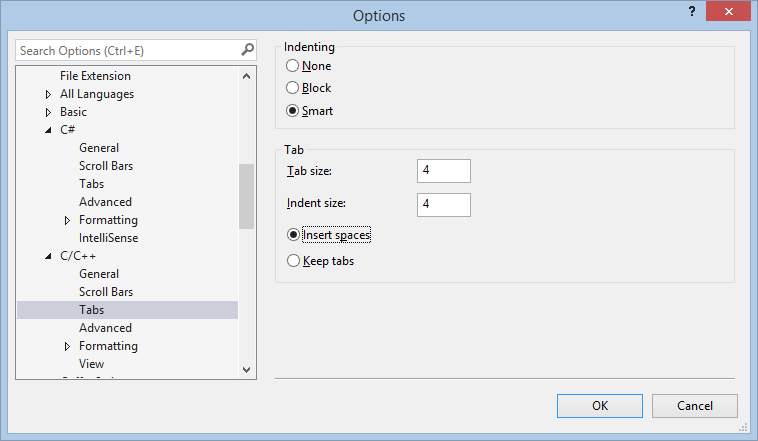 Options
?
Search Options (Ctrl+E)
File Extension
All Languages
Basic
C#
General
Scroll Bars
Tabs
Advanced
Formatting
IntelliSense
C/C++
General
Scroll Bars
Tabs
Advanced
Formatting
View
Indenting
None
Block
Smart
Tab
Tab size: 4
Indent size: 4
Insert spaces
Keep tabs
OK Cancel